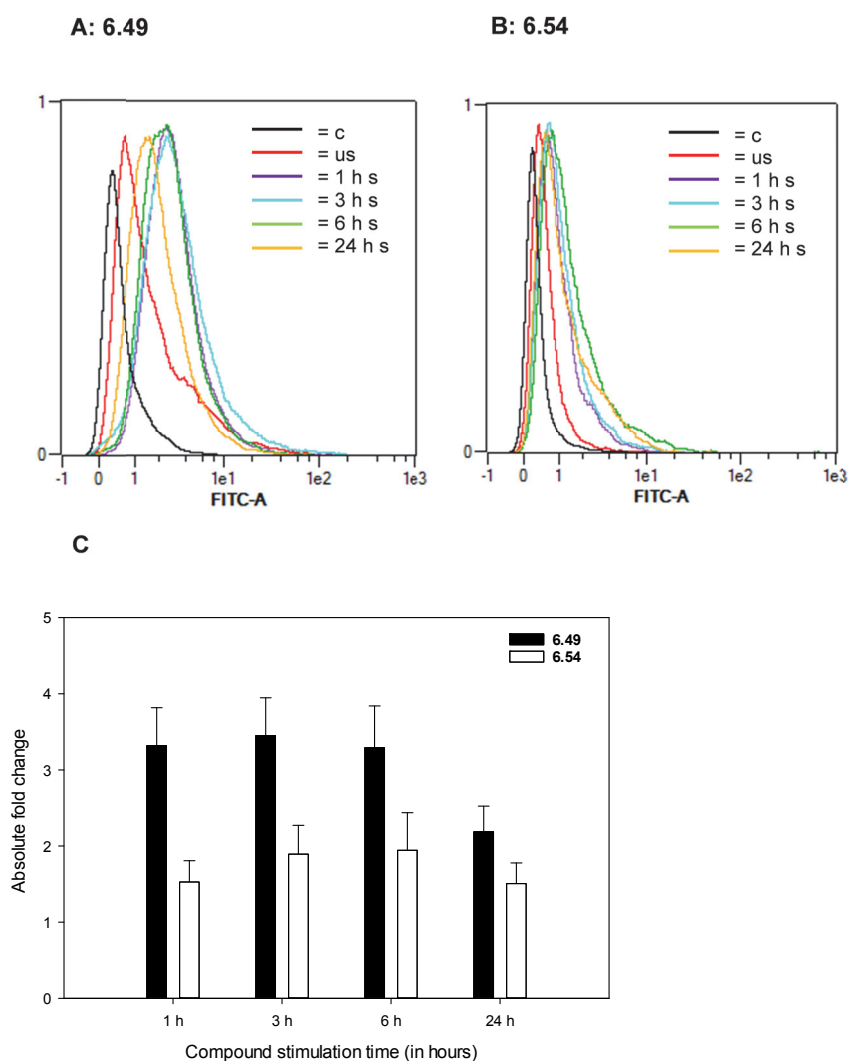 A: 6.49
B: 6.54
1
= c
= us
= 1 h s
= 3 h s
= 6 h s
= 24 h s
0
-1 0 1 1e1 1e2 1e3
FITC-A
1
= c
= us
= 1 h s
= 3 h s
= 6 h s
= 24 h s
0
-1 0 1 1e1 1e2 1e3
FITC-A
C
5
4
3
2
1
0
Absolute fold change
6.49
6.54
1 h 3 h 6 h 24 h
Compound stimulation time (in hours)